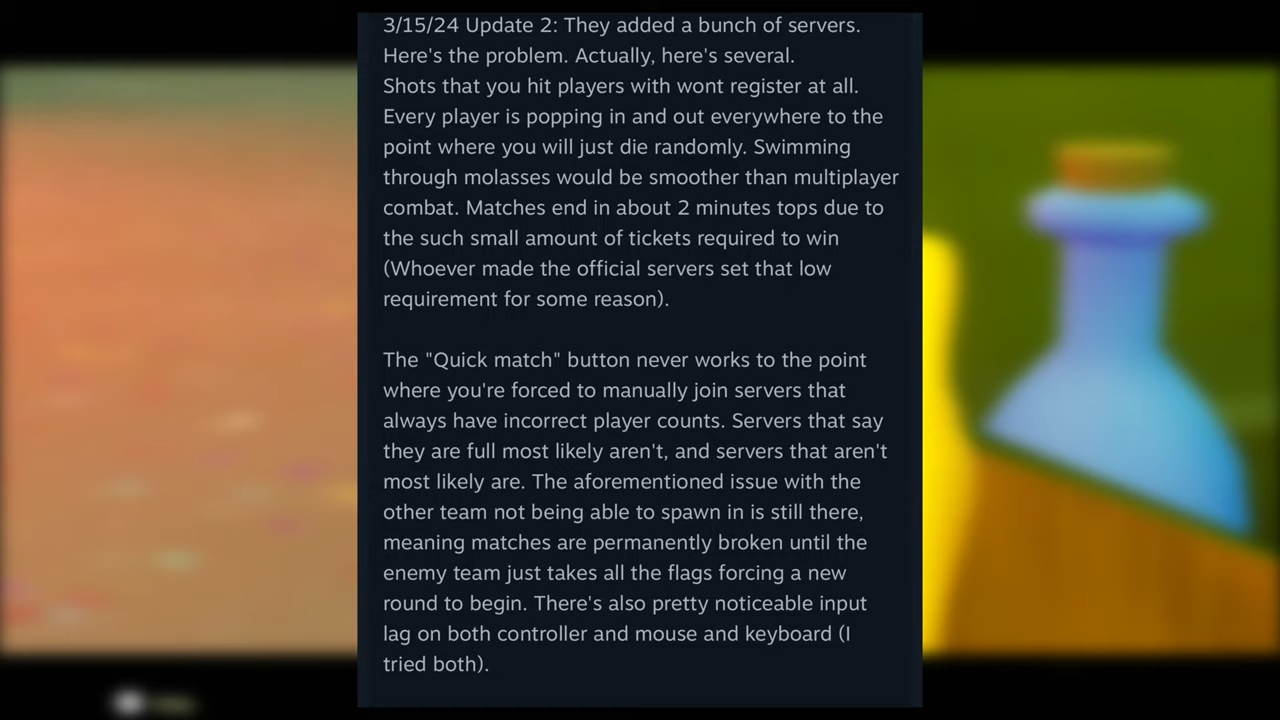 3/15/24 Update 2: They added a bunch of servers.
Here's the problem. Actually, here's several.
Shots that you hit players with wont register at all.
Every player is popping in and out everywhere to the
point where you will just die randomly. Swimming
through molasses would be smoother than multiplayer
combat. Matches end in about 2 minutes tops due to
the such small amount of tickets required to win
(Whoever made the official servers set that low
requirement for some reason).
The "Quick match" button never works to the point
where you're forced to manually join servers that
always have incorrect player counts. Servers that say
they are full most likely aren't, and servers that aren't
most likely are. The aforementioned issue with the
other team not being able to spawn in is still there,
meaning matches are permanently broken until the
enemy team just takes all the flags forcing a new
round to begin. There's also pretty noticeable input
lag on both controller and mouse and keyboard (I
tried both).